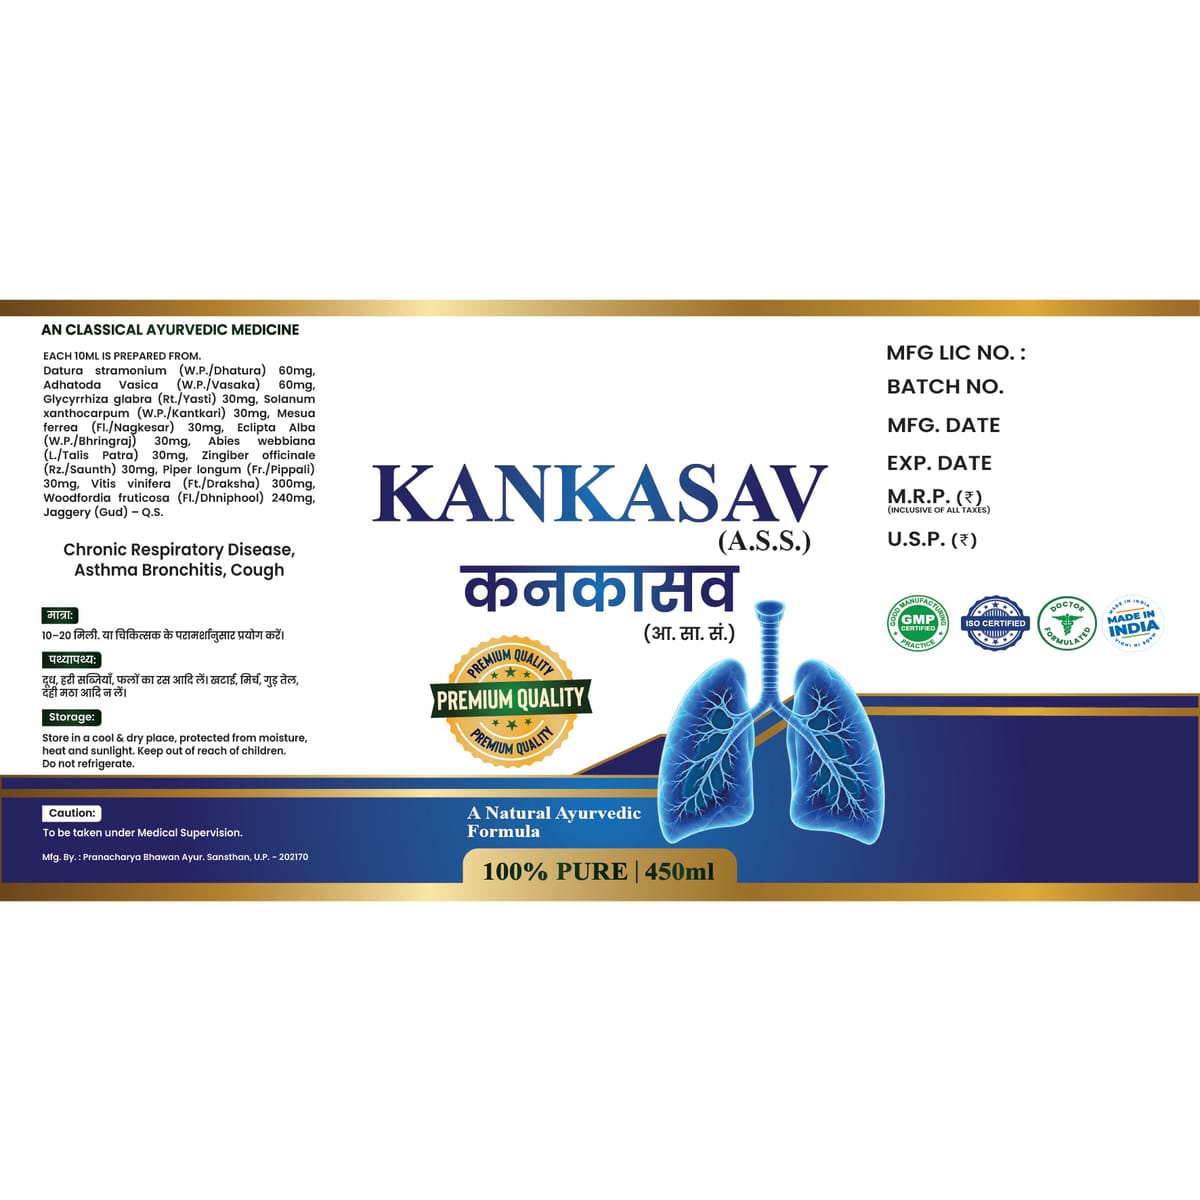 AN CLASSICAL AYURVEDIC MEDICINE
EACH 10ML IS PREPARED FROM.
Datura stramonium (W.P./Dhatura) 60mg,
Adhatoda Vasica (W.P./Vasaka) 60mg,
Glycyrrhiza glabra (Rt./Yasti) 30mg, Solanum
xanthocarpum (W.P./Kantkari) 30mg, Mesua
ferrea (Fl./Nagkesar) 30mg, Eclipta Alba
(W.P./Bhringraj) 30mg, Abies webbiana
(L./Talis Patra) 30mg, Zingiber officinale
(Rz./Saunth) 30mg, Piper longum (Fr./Pippali)
30mg, Vitis vinifera (Ft./Draksha) 300mg,
Woodfordia fruticosa (Fl./Dhniphool) 240mg,
Jaggery (Gud) – Q.S.
Chronic Respiratory Disease,
Asthma Bronchitis, Cough
मात्रा:
10-20 मिली. या चिकित्सक के परामर्शानुसार प्रयोग करें।
पथ्यापथ्य:
दूध, हरी सब्जियाँ, फलों का रस आदि लें। खटाई, मिर्च, गुड़ तेल,
दही मठा आदि न लें।
Storage:
Store in a cool & dry place, protected from moisture,
heat and sunlight. Keep out of reach of children.
Do not refrigerate.
Caution:
To be taken under Medical Supervision.
Mfg. By. : Pranacharya Bhawan Ayur. Sansthan, U.P. - 202170
KANKASAV
(A.S.S.)
कनकासव
(आ. सा. सं.)
PREMIUM QUALITY
PREMIUM QUALITY
PREMIUM QUALITY
A Natural Ayurvedic
Formula
100% PURE | 450ml
MFG LIC NO. :
BATCH NO.
MFG. DATE
EXP. DATE
M.R.P. (₹)
(INCLUSIVE OF ALL TAXES)
U.S.P. (₹)
GOOD MANUFACTURING
GMP
CERTIFIED
PRACTICE
ISO CERTIFIED
DOCTOR
FORMULATED
MADE IN INDIA
MADE IN
INDIA
MADE IN INDIA